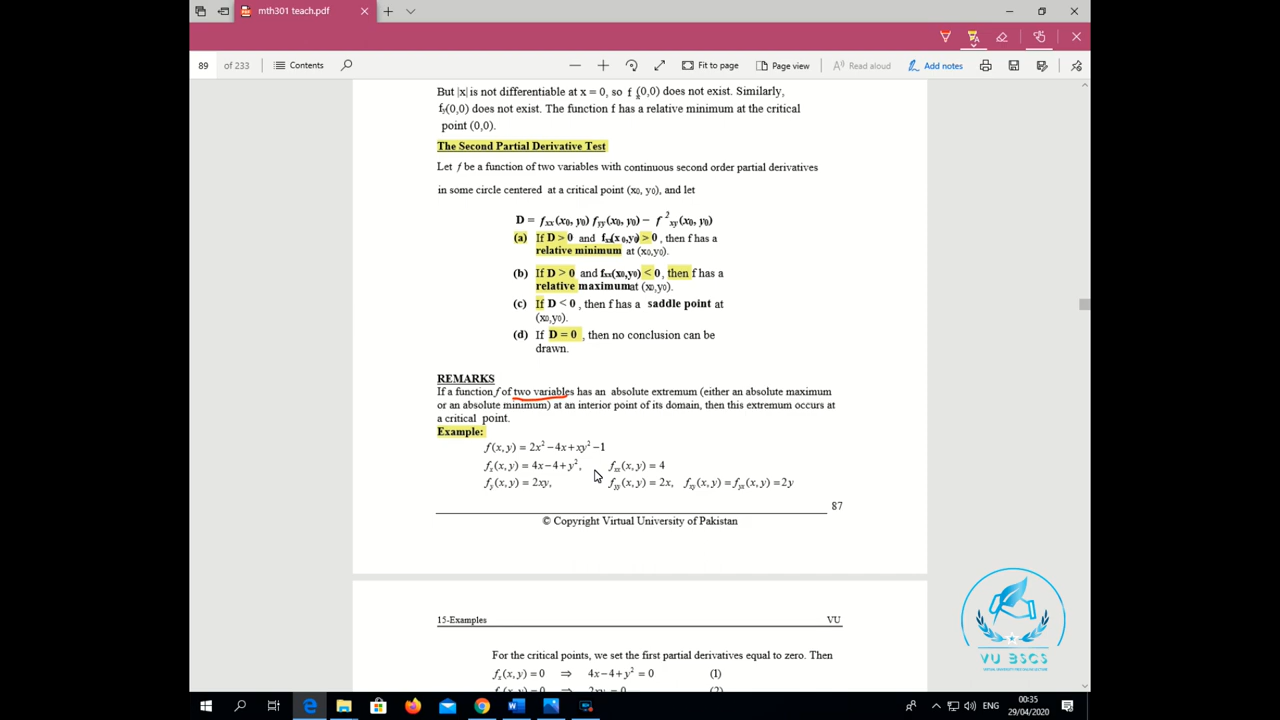 mth301 teach.pdf
89 of 233 Contents Fit to page Page view Read aloud Add notes
But |x| is not differentiable at x = 0, so f x(0,0) does not exist. Similarly,
fy(0,0) does not exist. The function f has a relative minimum at the critical
point (0,0).
The Second Partial Derivative Test
Let f be a function of two variables with continuous second order partial derivatives
in some circle centered at a critical point (x0, y0), and let
D = fxx(x0, y0) fyy(x0, y0) − f ²xy(x0, y0)
(a) If D > 0 and fxx(x 0,y0) > 0 , then f has a
relative minimum at (x0,y0).
(b) If D > 0 and fxx(x0,y0) < 0, then f has a
relative maximum at (x0,y0).
(c) If D < 0 , then f has a saddle point at
(x0,y0).
(d) If D = 0 , then no conclusion can be
drawn.
REMARKS
If a function f of two variables has an absolute extremum (either an absolute maximum
or an absolute minimum) at an interior point of its domain, then this extremum occurs at
a critical point.
Example:
f(x, y) = 2x² −4x+xy² −1
fx(x, y) = 4x−4+y², fxx(x, y) = 4
fy(x, y) = 2xy, fyy(x, y) = 2x, fxy(x, y) = fyx(x, y) = 2y
87
© Copyright Virtual University of Pakistan
15-Examples VU
For the critical points, we set the first partial derivatives equal to zero. Then
fx(x, y) = 0 ⇒ 4x−4+y² = 0 (1)
fy(x, y) = 0 ⇒ 2xy = 0 (2)
VU BSCS
ENG
00:35
29/04/2020